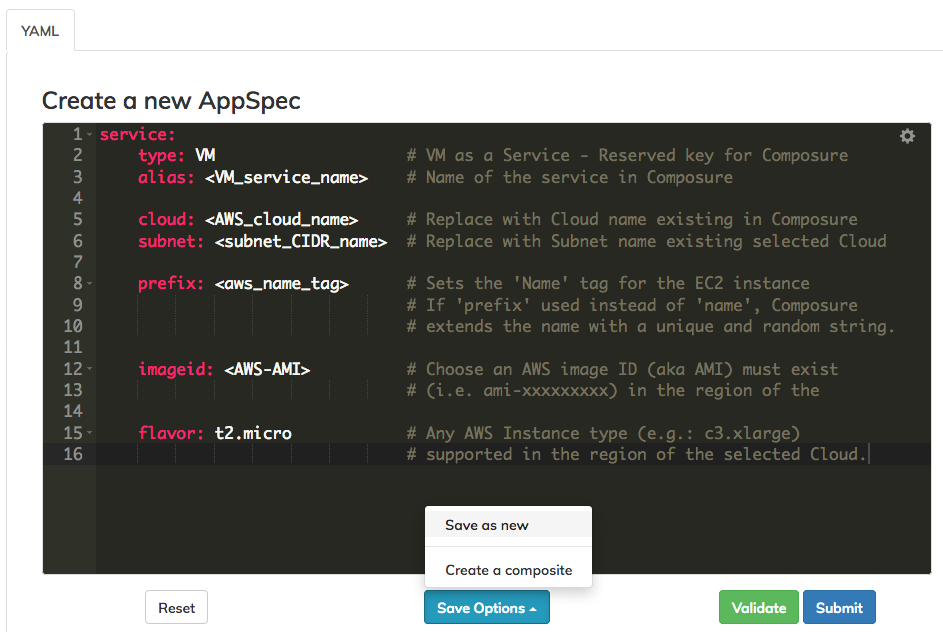 YAML
Create a new AppSpec
1 service:
2 type: VM # VM as a Service - Reserved key for Composure
3 alias: <VM_service_name> # Name of the service in Composure
4
5 cloud: <AWS_cloud_name> # Replace with Cloud name existing in Composure
6 subnet: <subnet_CIDR_name> # Replace with Subnet name existing selected Cloud
7
8 prefix: <aws_name_tag> # Sets the 'Name' tag for the EC2 instance
9 # If 'prefix' used instead of 'name', Composure
10 # extends the name with a unique and random string.
11
12 imageid: <AWS-AMI> # Choose an AWS image ID (aka AMI) must exist
13 # (i.e. ami-xxxxxxxxx) in the region of the
14
15 flavor: t2.micro # Any AWS Instance type (e.g.: c3.xlarge)
16 # supported in the region of the selected Cloud.
Save as new
Create a composite
Reset Save Options Validate Submit